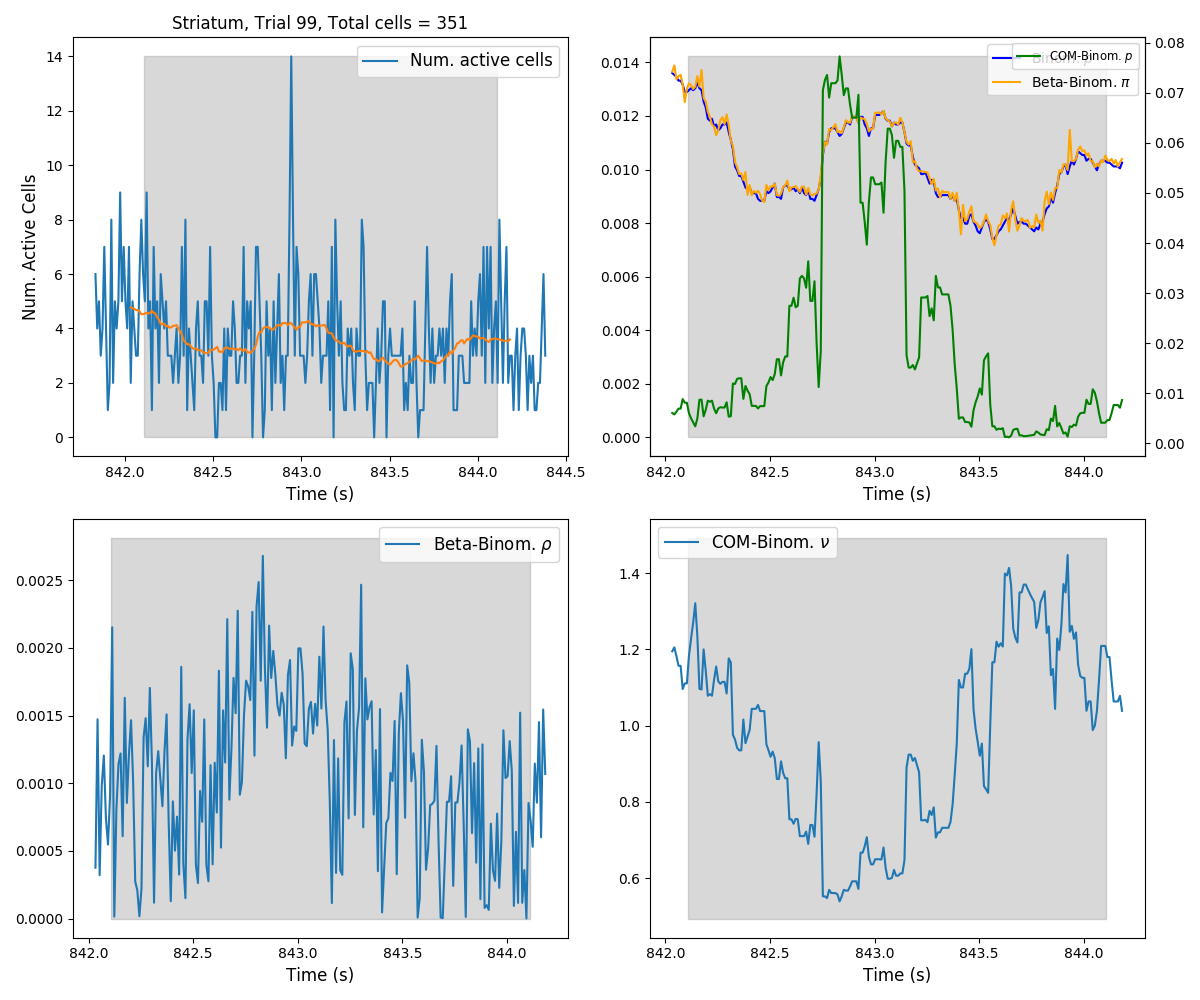 Striatum, Trial 99, Total cells = 351
Num. active cells
14
12
10
8
6
4
2
0
Num. Active Cells
842.0 842.5 843.0 843.5 844.0 844.5
Time (s)
COM-Binom. p
Binom. p
Beta-Binom. π
0.014
0.012
0.010
0.008
0.006
0.004
0.002
0.000
0.08
0.07
0.06
0.05
0.04
0.03
0.02
0.01
0.00
842.0 842.5 843.0 843.5 844.0
Time (s)
Beta-Binom. ρ
0.0025
0.0020
0.0015
0.0010
0.0005
0.0000
842.0 842.5 843.0 843.5 844.0
Time (s)
COM-Binom. ν
1.4
1.2
1.0
0.8
0.6
842.0 842.5 843.0 843.5 844.0
Time (s)